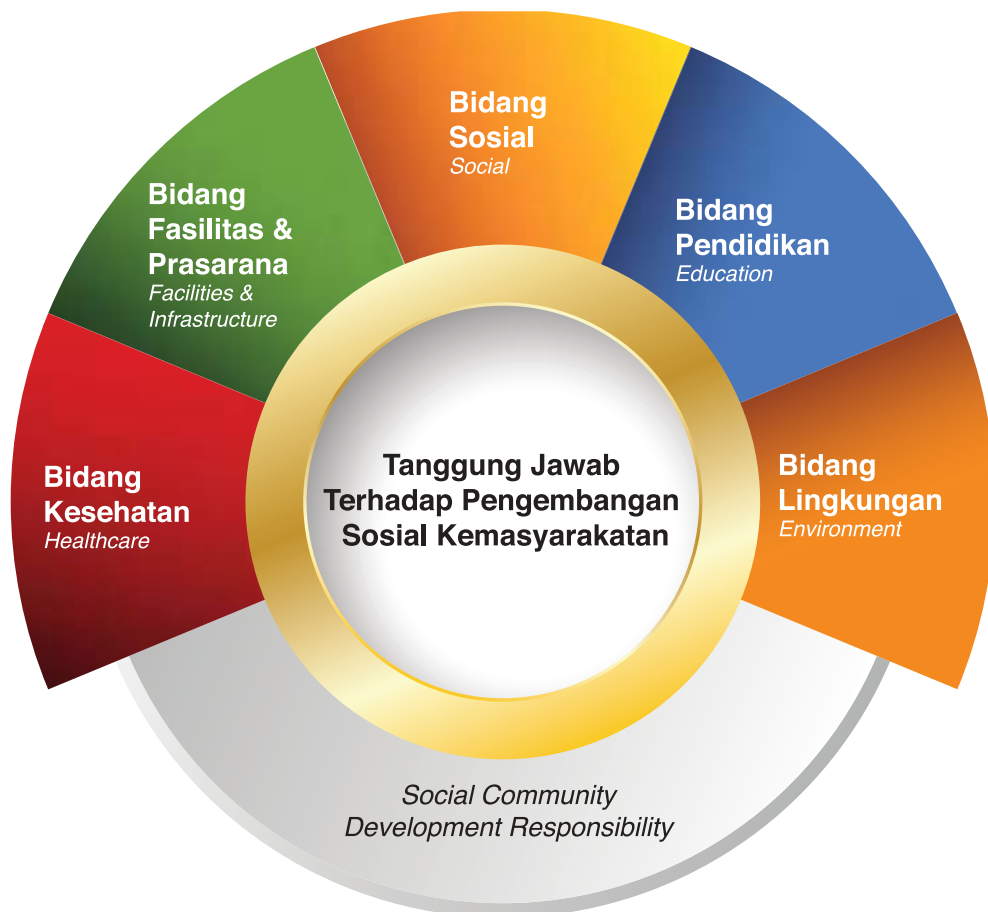 Bidang
Sosial
Social
Bidang
Fasilitas &
Prasarana
Facilities &
Infrastructure
Bidang
Pendidikan
Education
Bidang
Kesehatan
Healthcare
Tanggung Jawab
Terhadap Pengembangan
Sosial Kemasyarakatan
Bidang
Lingkungan
Environment
Social Community
Development Responsibility